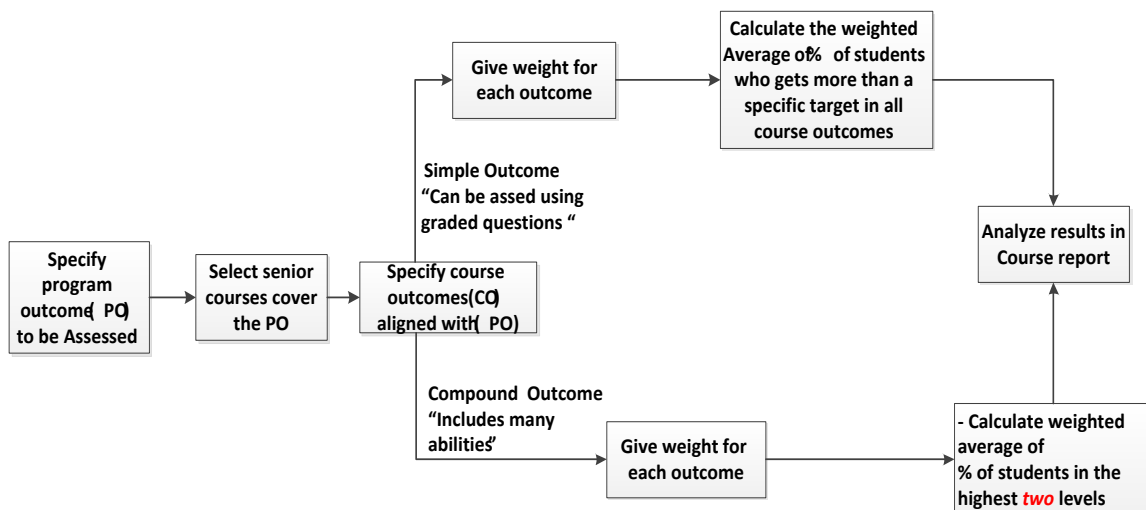 Specify
program
outcome( PO)
to be Assessed
Select senior
courses cover
the PO
Specify course
outcomes(CO)
aligned with( PO)
Simple Outcome
“Can be assed using
graded questions “
Give weight for
each outcome
Calculate the weighted
Average of% of students
who gets more than a
specific target in all
course outcomes
Compound Outcome
“Includes many
abilities”
Give weight for
each outcome
- Calculate weighted
average of
% of students in the
highest two levels
Analyze results in
Course report